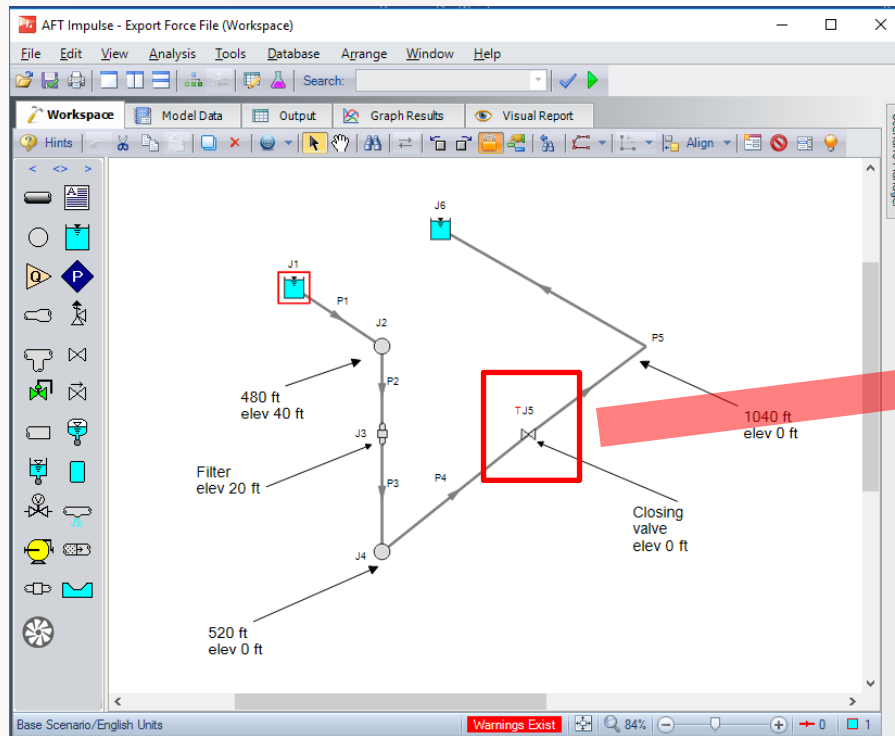 AFT Impulse - Export Force File (Workspace)
File Edit View Analysis Tools Database Arrange Window Help
Search:
Workspace Model Data Output Graph Results Visual Report
Hints Align
< <> >
A
Q P
V
J6
J1
P1
J2
P5
480 ft
elev 40 ft
P2
1040 ft
elev 0 ft
T J5
J3
Filter
elev 20 ft
P4
P3
Closing
valve
elev 0 ft
J4
520 ft
elev 0 ft
Base Scenario/English Units Warnings Exist 84% 0 1